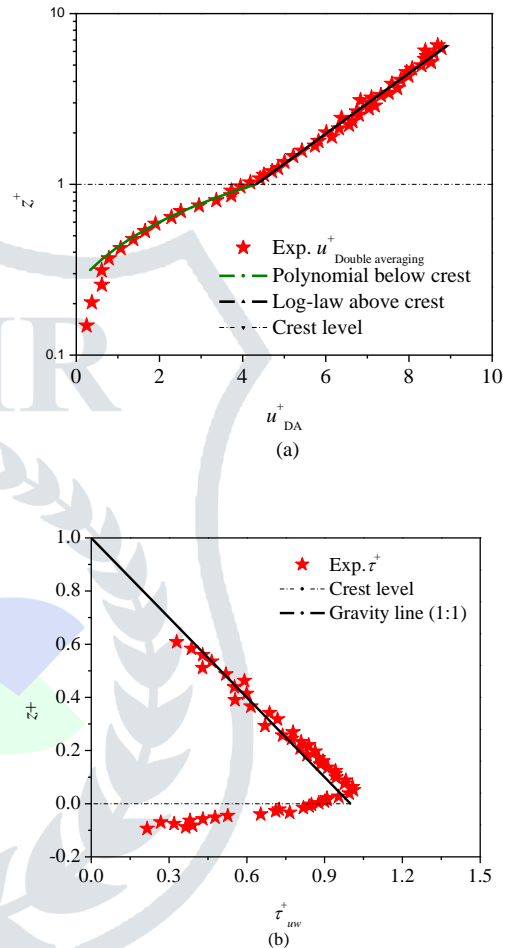 10
1
0.1
z⁺
Exp. u⁺ Double averaging
Polynomial below crest
Log-law above crest
Crest level
0 2 4 6 8 10
u⁺DA
(a)
IR
1.0
0.8
0.6
0.4
0.2
0.0
-0.2
z+
Exp. τ⁺
Crest level
Gravity line (1:1)
0.0 0.3 0.6 0.9 1.2 1.5
τ⁺uw
(b)